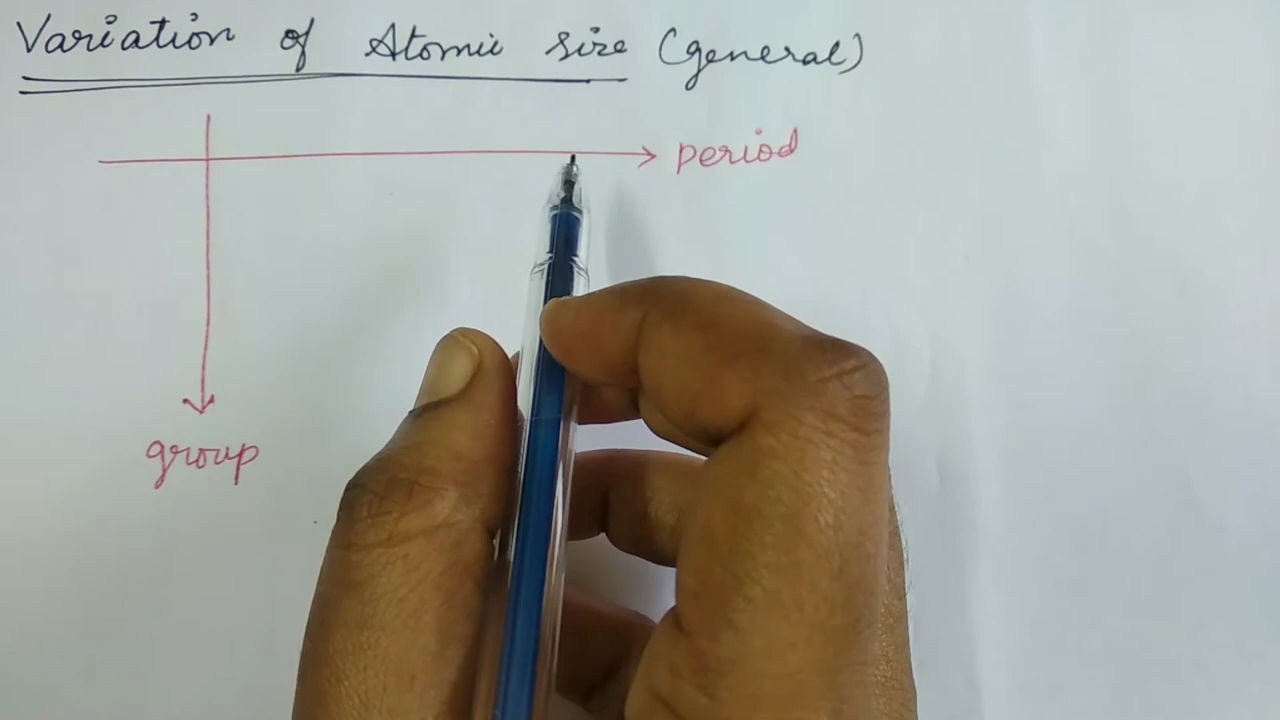 Variation of Atomic size (general)
period
group